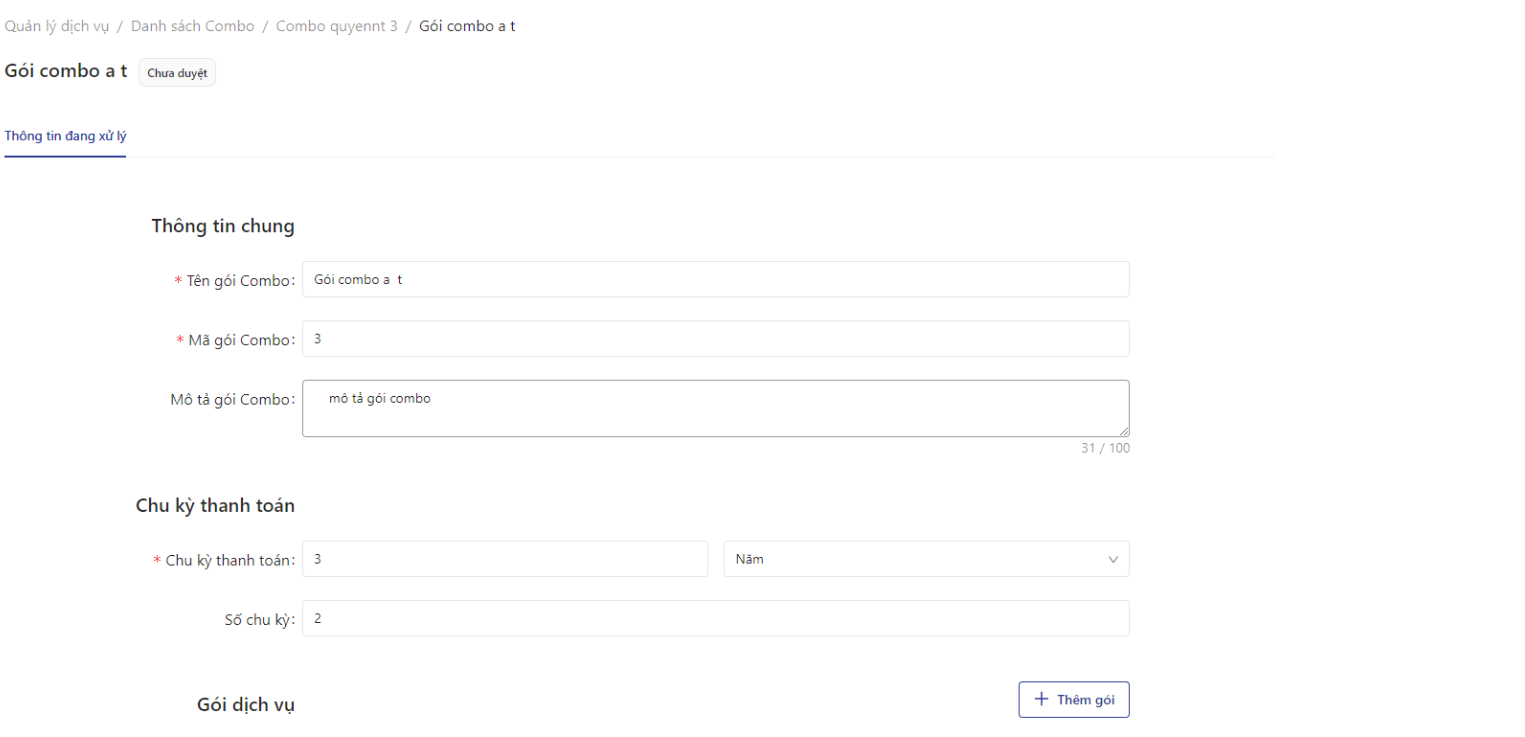 Quản lý dịch vụ / Danh sách Combo / Combo quyennt 3 / Gói combo a t
Gói combo a t Chưa duyệt
Thông tin đang xử lý
Thông tin chung
* Tên gói Combo: Gói combo a  t
* Mã gói Combo: 3
Mô tả gói Combo: mô tả gói combo
31 / 100
Chu kỳ thanh toán
* Chu kỳ thanh toán: 3 Năm
Số chu kỳ: 2
Gói dịch vụ + Thêm gói